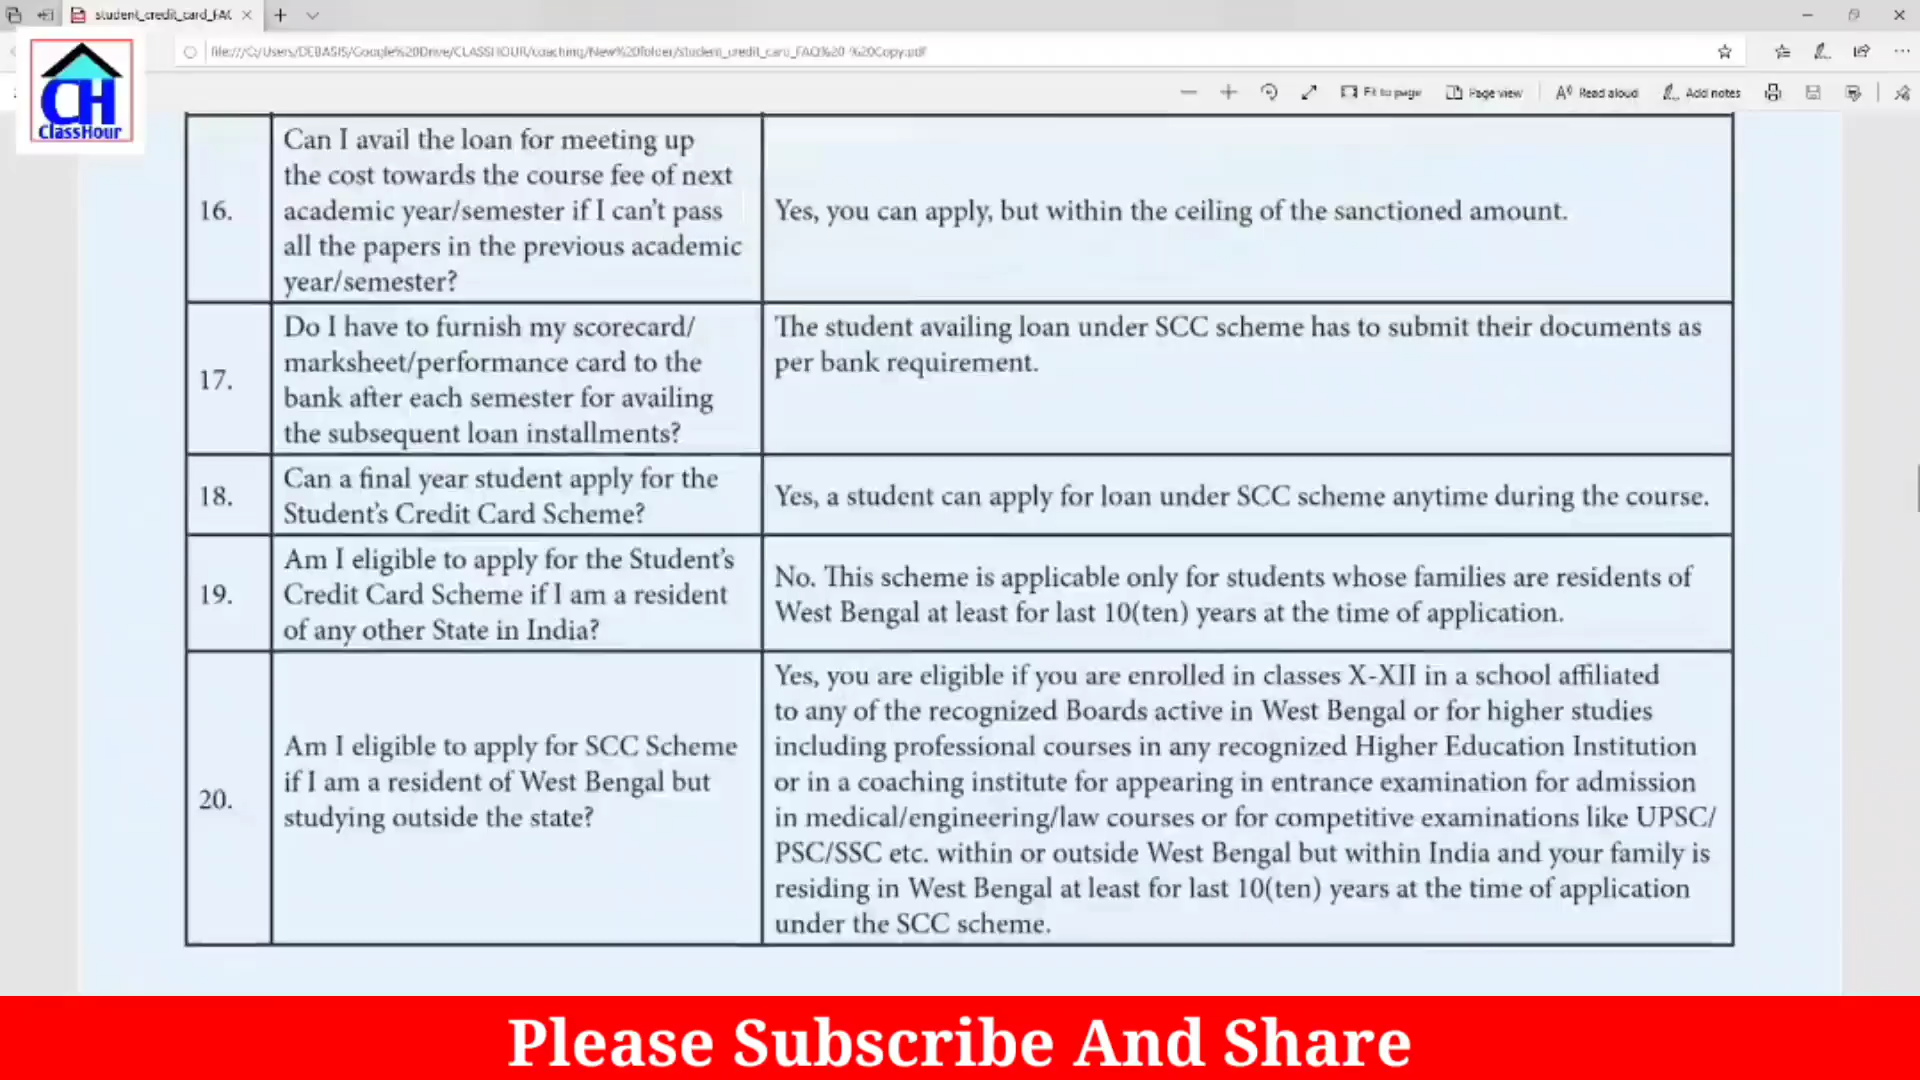 student_credit_card_FAQ
file:///C:/Users/DEBASIS/Google%20Drive/CLASSHOUR/coaching/New%20folder/student_credit_card_FAQ%20-%20Copy.pdf
CH
ClassHour
Fit to page
Page view
Read aloud
Add notes
16.
Can I avail the loan for meeting up
the cost towards the course fee of next
academic year/semester if I can't pass
all the papers in the previous academic
year/semester?
Yes, you can apply, but within the ceiling of the sanctioned amount.
17.
Do I have to furnish my scorecard/
marksheet/performance card to the
bank after each semester for availing
the subsequent loan installments?
The student availing loan under SCC scheme has to submit their documents as
per bank requirement.
18.
Can a final year student apply for the
Student's Credit Card Scheme?
Yes, a student can apply for loan under SCC scheme anytime during the course.
19.
Am I eligible to apply for the Student's
Credit Card Scheme if I am a resident
of any other State in India?
No. This scheme is applicable only for students whose families are residents of
West Bengal at least for last 10(ten) years at the time of application.
20.
Am I eligible to apply for SCC Scheme
if I am a resident of West Bengal but
studying outside the state?
Yes, you are eligible if you are enrolled in classes X-XII in a school affiliated
to any of the recognized Boards active in West Bengal or for higher studies
including professional courses in any recognized Higher Education Institution
or in a coaching institute for appearing in entrance examination for admission
in medical/engineering/law courses or for competitive examinations like UPSC/
PSC/SSC etc. within or outside West Bengal but within India and your family is
residing in West Bengal at least for last 10(ten) years at the time of application
under the SCC scheme.
Please Subscribe And Share